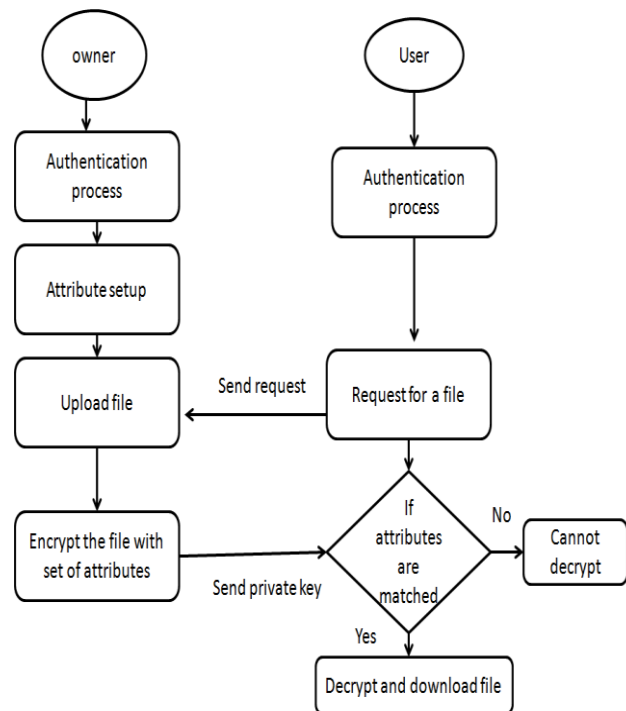 owner
User
Authentication
process
Authentication
process
Attribute setup
Upload file
Send request
Request for a file
Encrypt the file with
set of attributes
Send private key
If
attributes
are
matched
No
Cannot
decrypt
Yes
Decrypt and download file